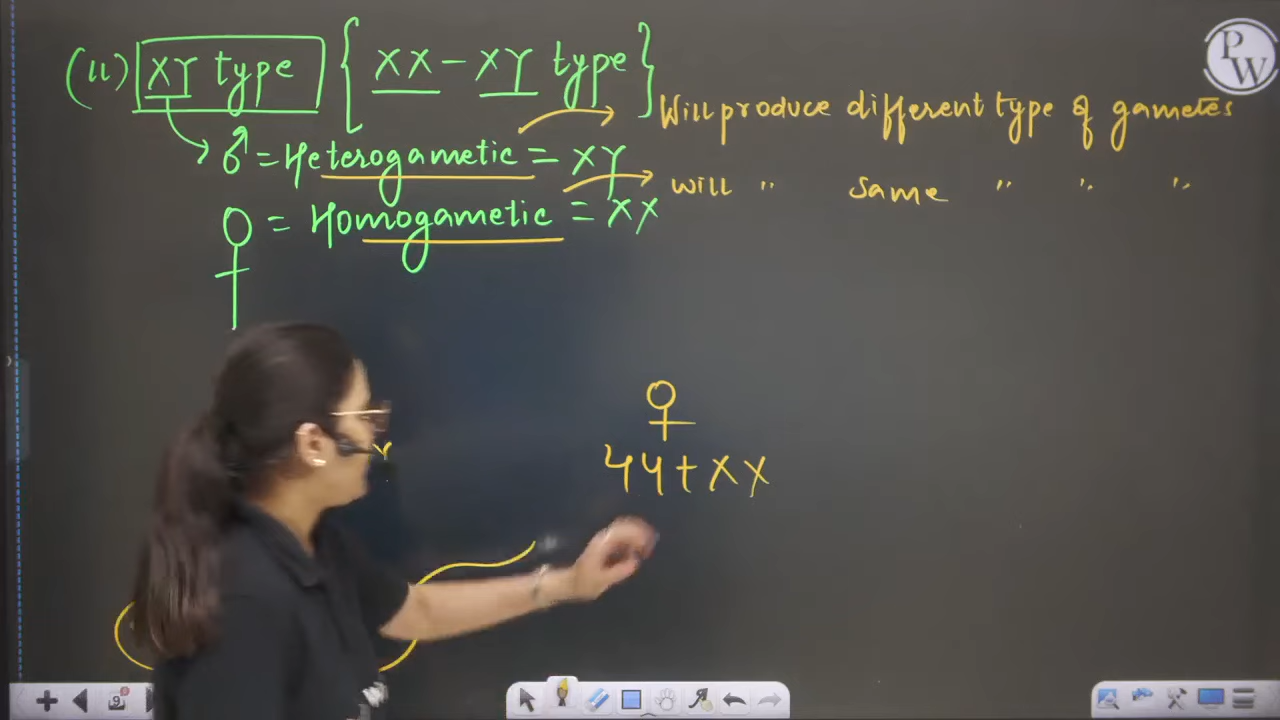 (ii) XY type { XX - XY type }
♂ = Heterogametic = XY
Will produce different type of gametes
♀ = Homogametic = XX
will " same " " "
♀
44+XX
PW
9